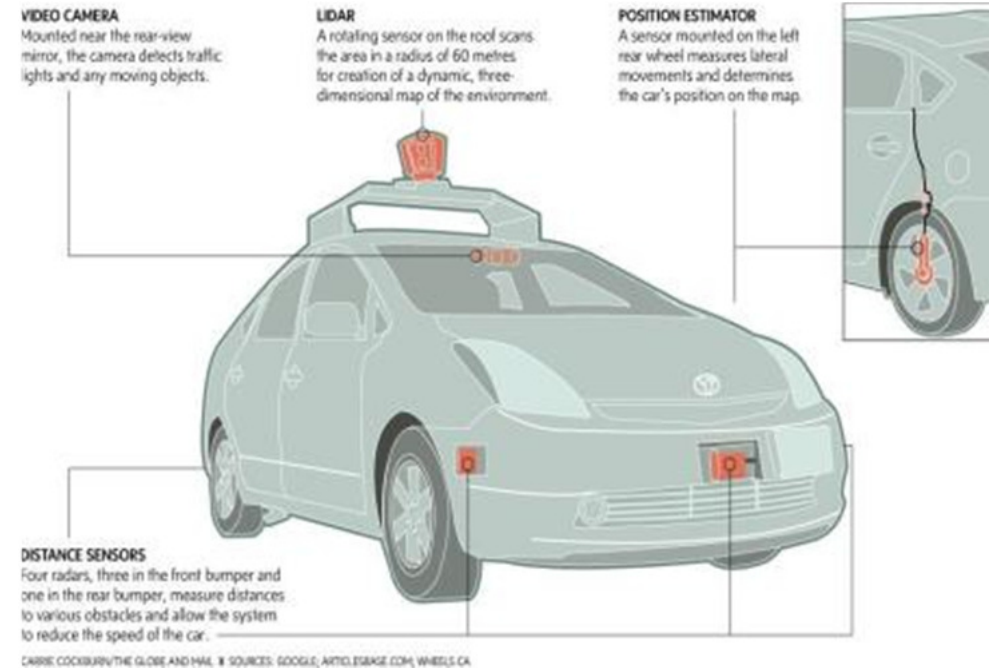 VIDEO CAMERA
Mounted near the rear-view
mirror, the camera detects traffic
lights and any moving objects.
LIDAR
A rotating sensor on the roof scans
the area in a radius of 60 metres
for creation of a dynamic, three-
dimensional map of the environment.
POSITION ESTIMATOR
A sensor mounted on the left
rear wheel measures lateral
movements and determines
the car's position on the map.
DISTANCE SENSORS
Four radars, three in the front bumper and
one in the rear bumper, measure distances
to various obstacles and allow the system
to reduce the speed of the car.
CARRIE COCKBURN/THE GLOBE AND MAIL SOURCES: GOOGLE; ARTICLESBASE.COM; WHEELS.CA